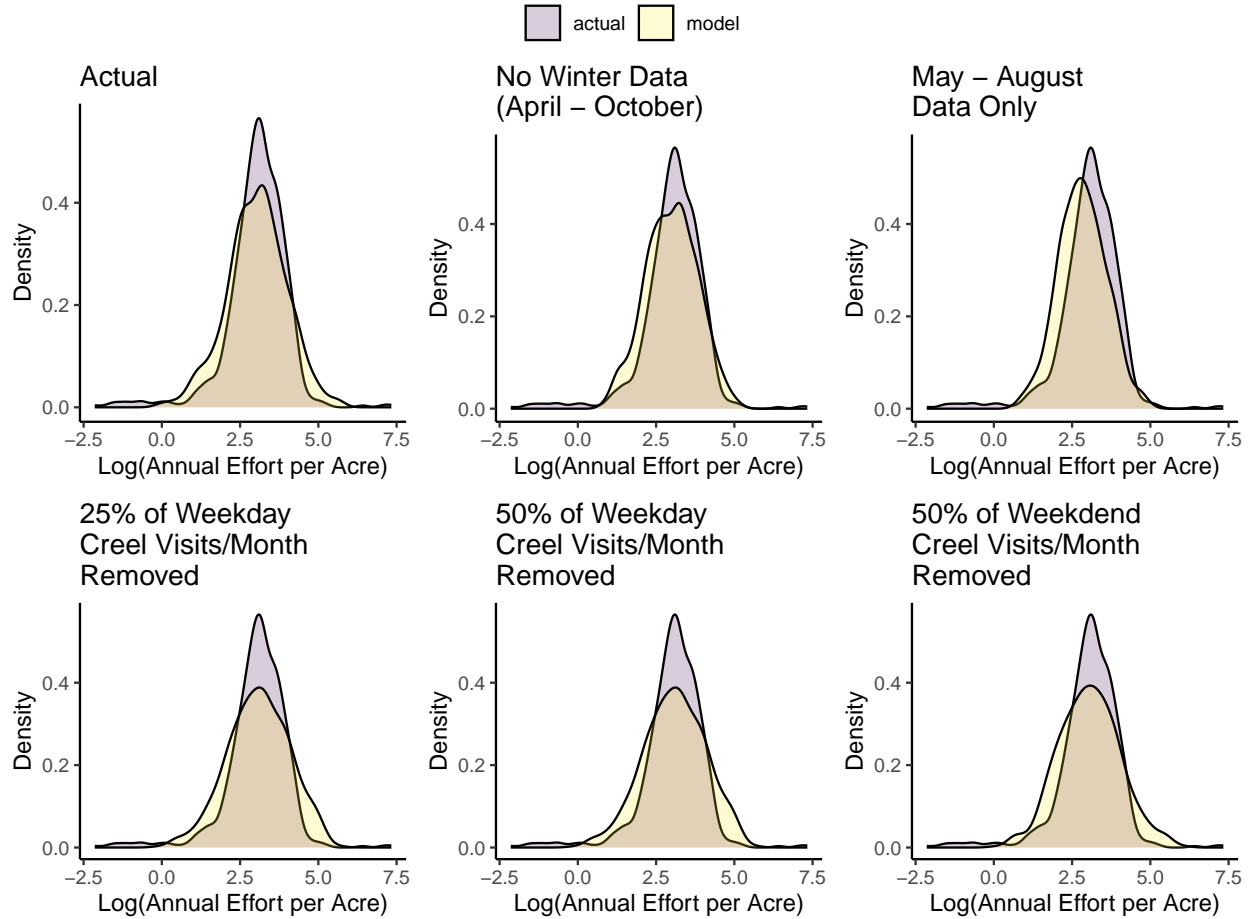 actual model
Actual
No Winter Data
(April − October)
May − August
Data Only
0.4
0.2
0.0
Density
−2.5 0.0 2.5 5.0 7.5
Log(Annual Effort per Acre)
0.4
0.2
0.0
Density
−2.5 0.0 2.5 5.0 7.5
Log(Annual Effort per Acre)
0.4
0.2
0.0
Density
−2.5 0.0 2.5 5.0 7.5
Log(Annual Effort per Acre)
25% of Weekday
Creel Visits/Month
Removed
0.4
0.2
0.0
Density
−2.5 0.0 2.5 5.0 7.5
Log(Annual Effort per Acre)
50% of Weekday
Creel Visits/Month
Removed
0.4
0.2
0.0
Density
−2.5 0.0 2.5 5.0 7.5
Log(Annual Effort per Acre)
50% of Weekdend
Creel Visits/Month
Removed
0.4
0.2
0.0
Density
−2.5 0.0 2.5 5.0 7.5
Log(Annual Effort per Acre)